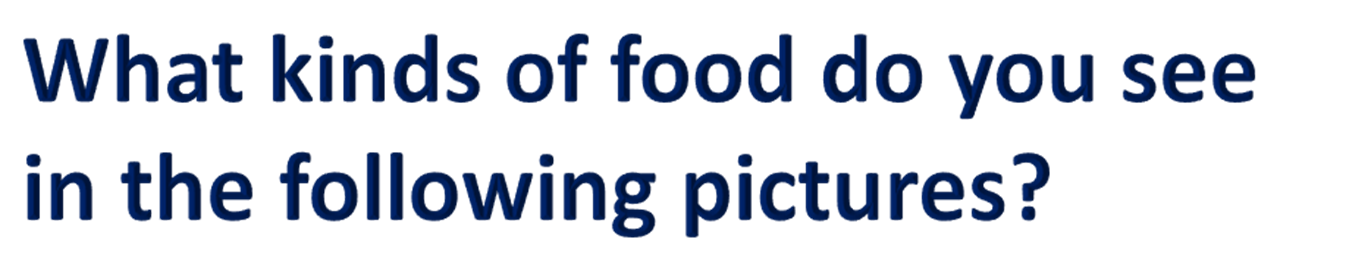 What kinds of food do you see
in the following pictures?